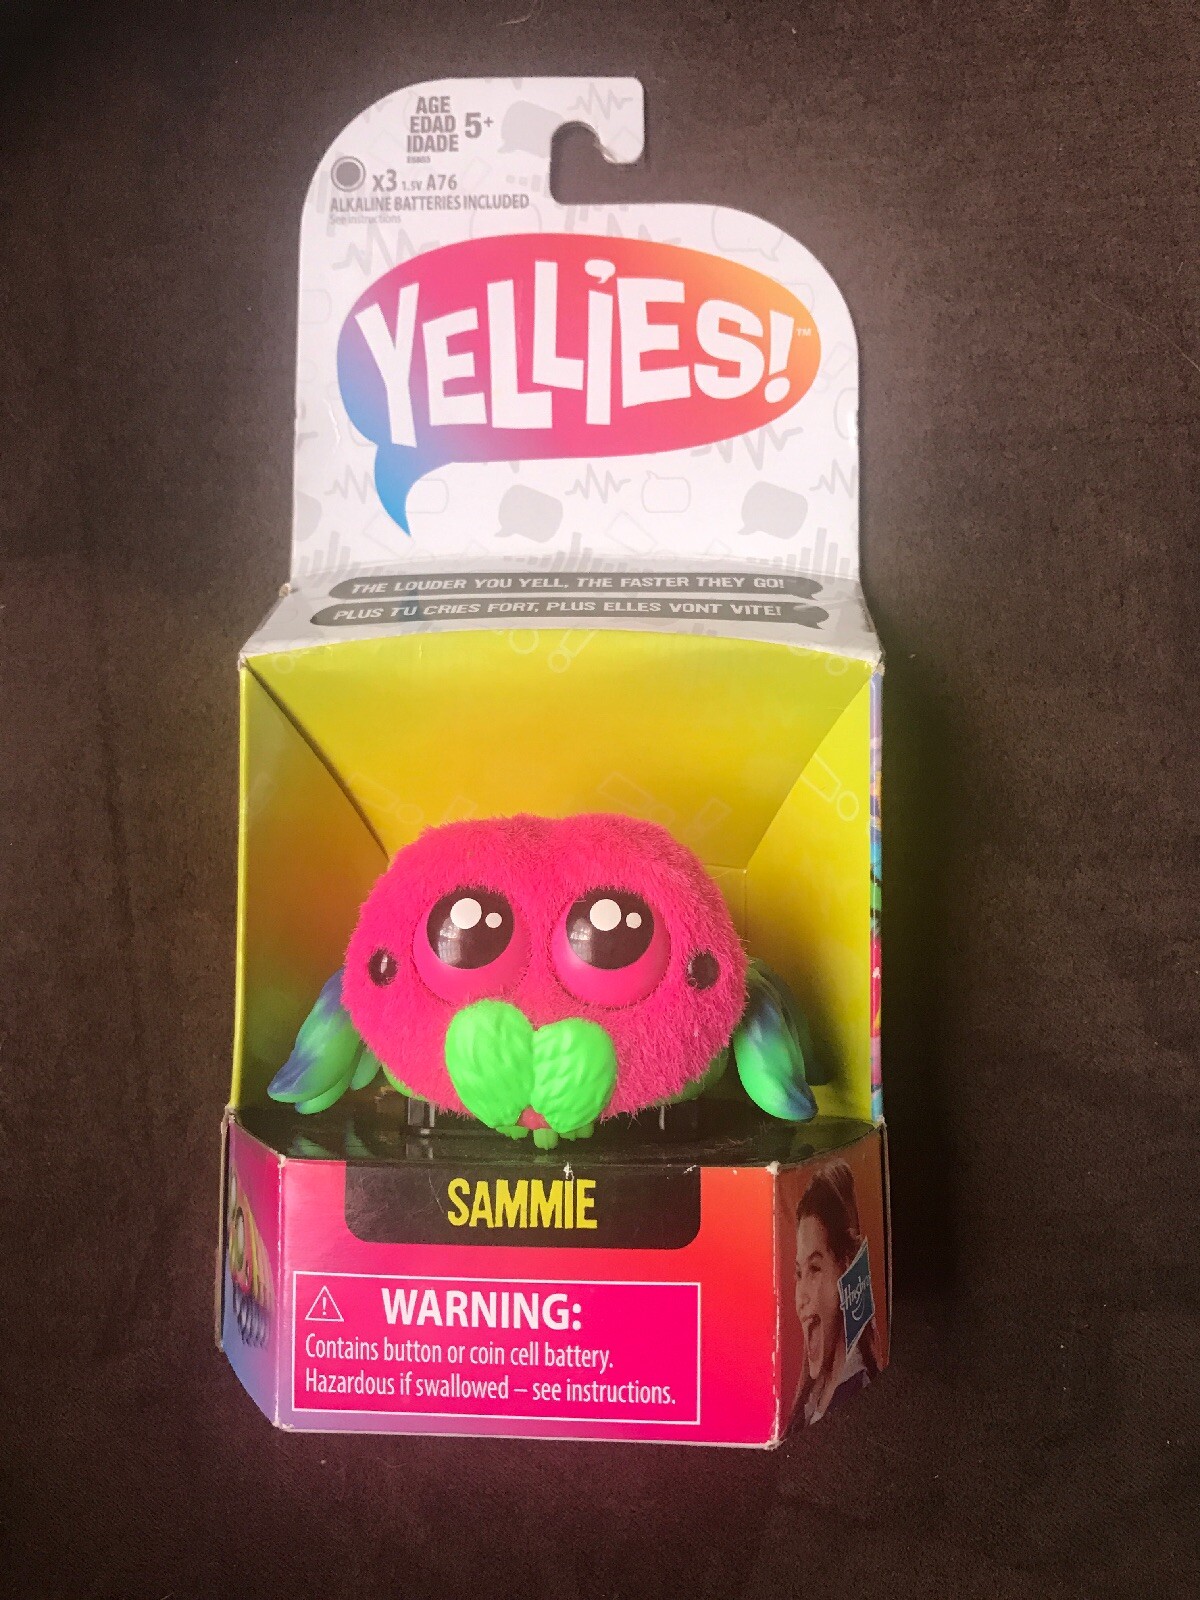 AGE
EDAD 5+
IDADE
x3 1.5V A76
ALKALINE BATTERIES INCLUDED
See instructions
YELLIES!™
THE LOUDER YOU YELL, THE FASTER THEY GO!
PLUS TU CRIES FORT, PLUS ELLES VONT VITE!
SAMMIE
WARNING:
Contains button or coin cell battery.
Hazardous if swallowed – see instructions.
Hasbro